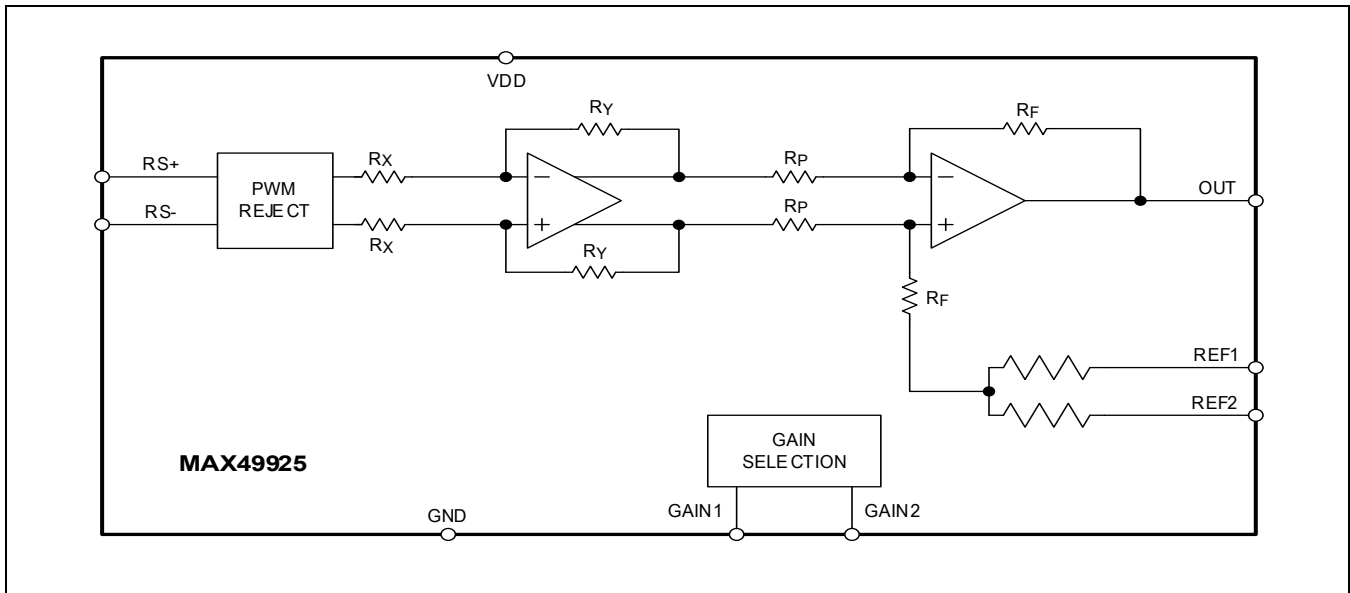 VDD
RY
RF
RS+
RX
RP
PWM
REJECT
−
−
OUT
RS-
RP
+
+
RX
RY
RF
REF1
REF2
GAIN
SELECTION
MAX49925
GND
GAIN1
GAIN2